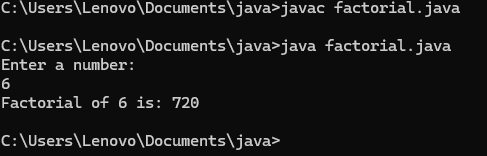 C:\Users\Lenovo\Documents\java>javac factorial.java
C:\Users\Lenovo\Documents\java>java factorial.java
Enter a number:
6
Factorial of 6 is: 720
C:\Users\Lenovo\Documents\java>